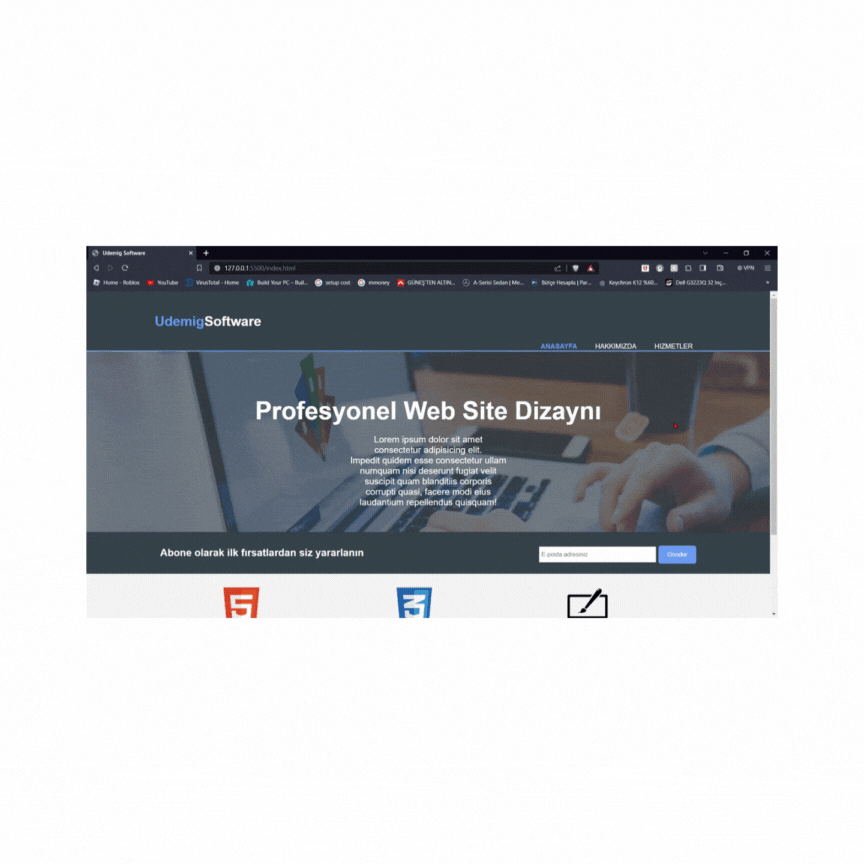 Udemig Software
127.0.0.1:5500/index.html
VPN
Home - Roblox
YouTube
VirusTotal - Home
Build Your PC – Buil...
setup cost
mmoney
GÜNEŞ'TEN ALTIN...
A-Serisi Sedan | Me...
Bütçe Hesapla | Par...
Keychron K12 %60...
Dell G3223Q 32 inç...
UdemigSoftware
ANASAYFA HAKKIMIZDA HIZMETLER
Profesyonel Web Site Dizaynı
Lorem ipsum dolor sit amet
consectetur adipisicing elit.
Impedit quidem esse consectetur ullam
numquam nisi deserunt fugiat velit
suscipit quam blanditiis corporis
corrupti quasi, facere modi eius
laudantium repellendus quisquam!
Abone olarak ilk fırsatlardan siz yararlanın
E-posta adresiniz
Gönder